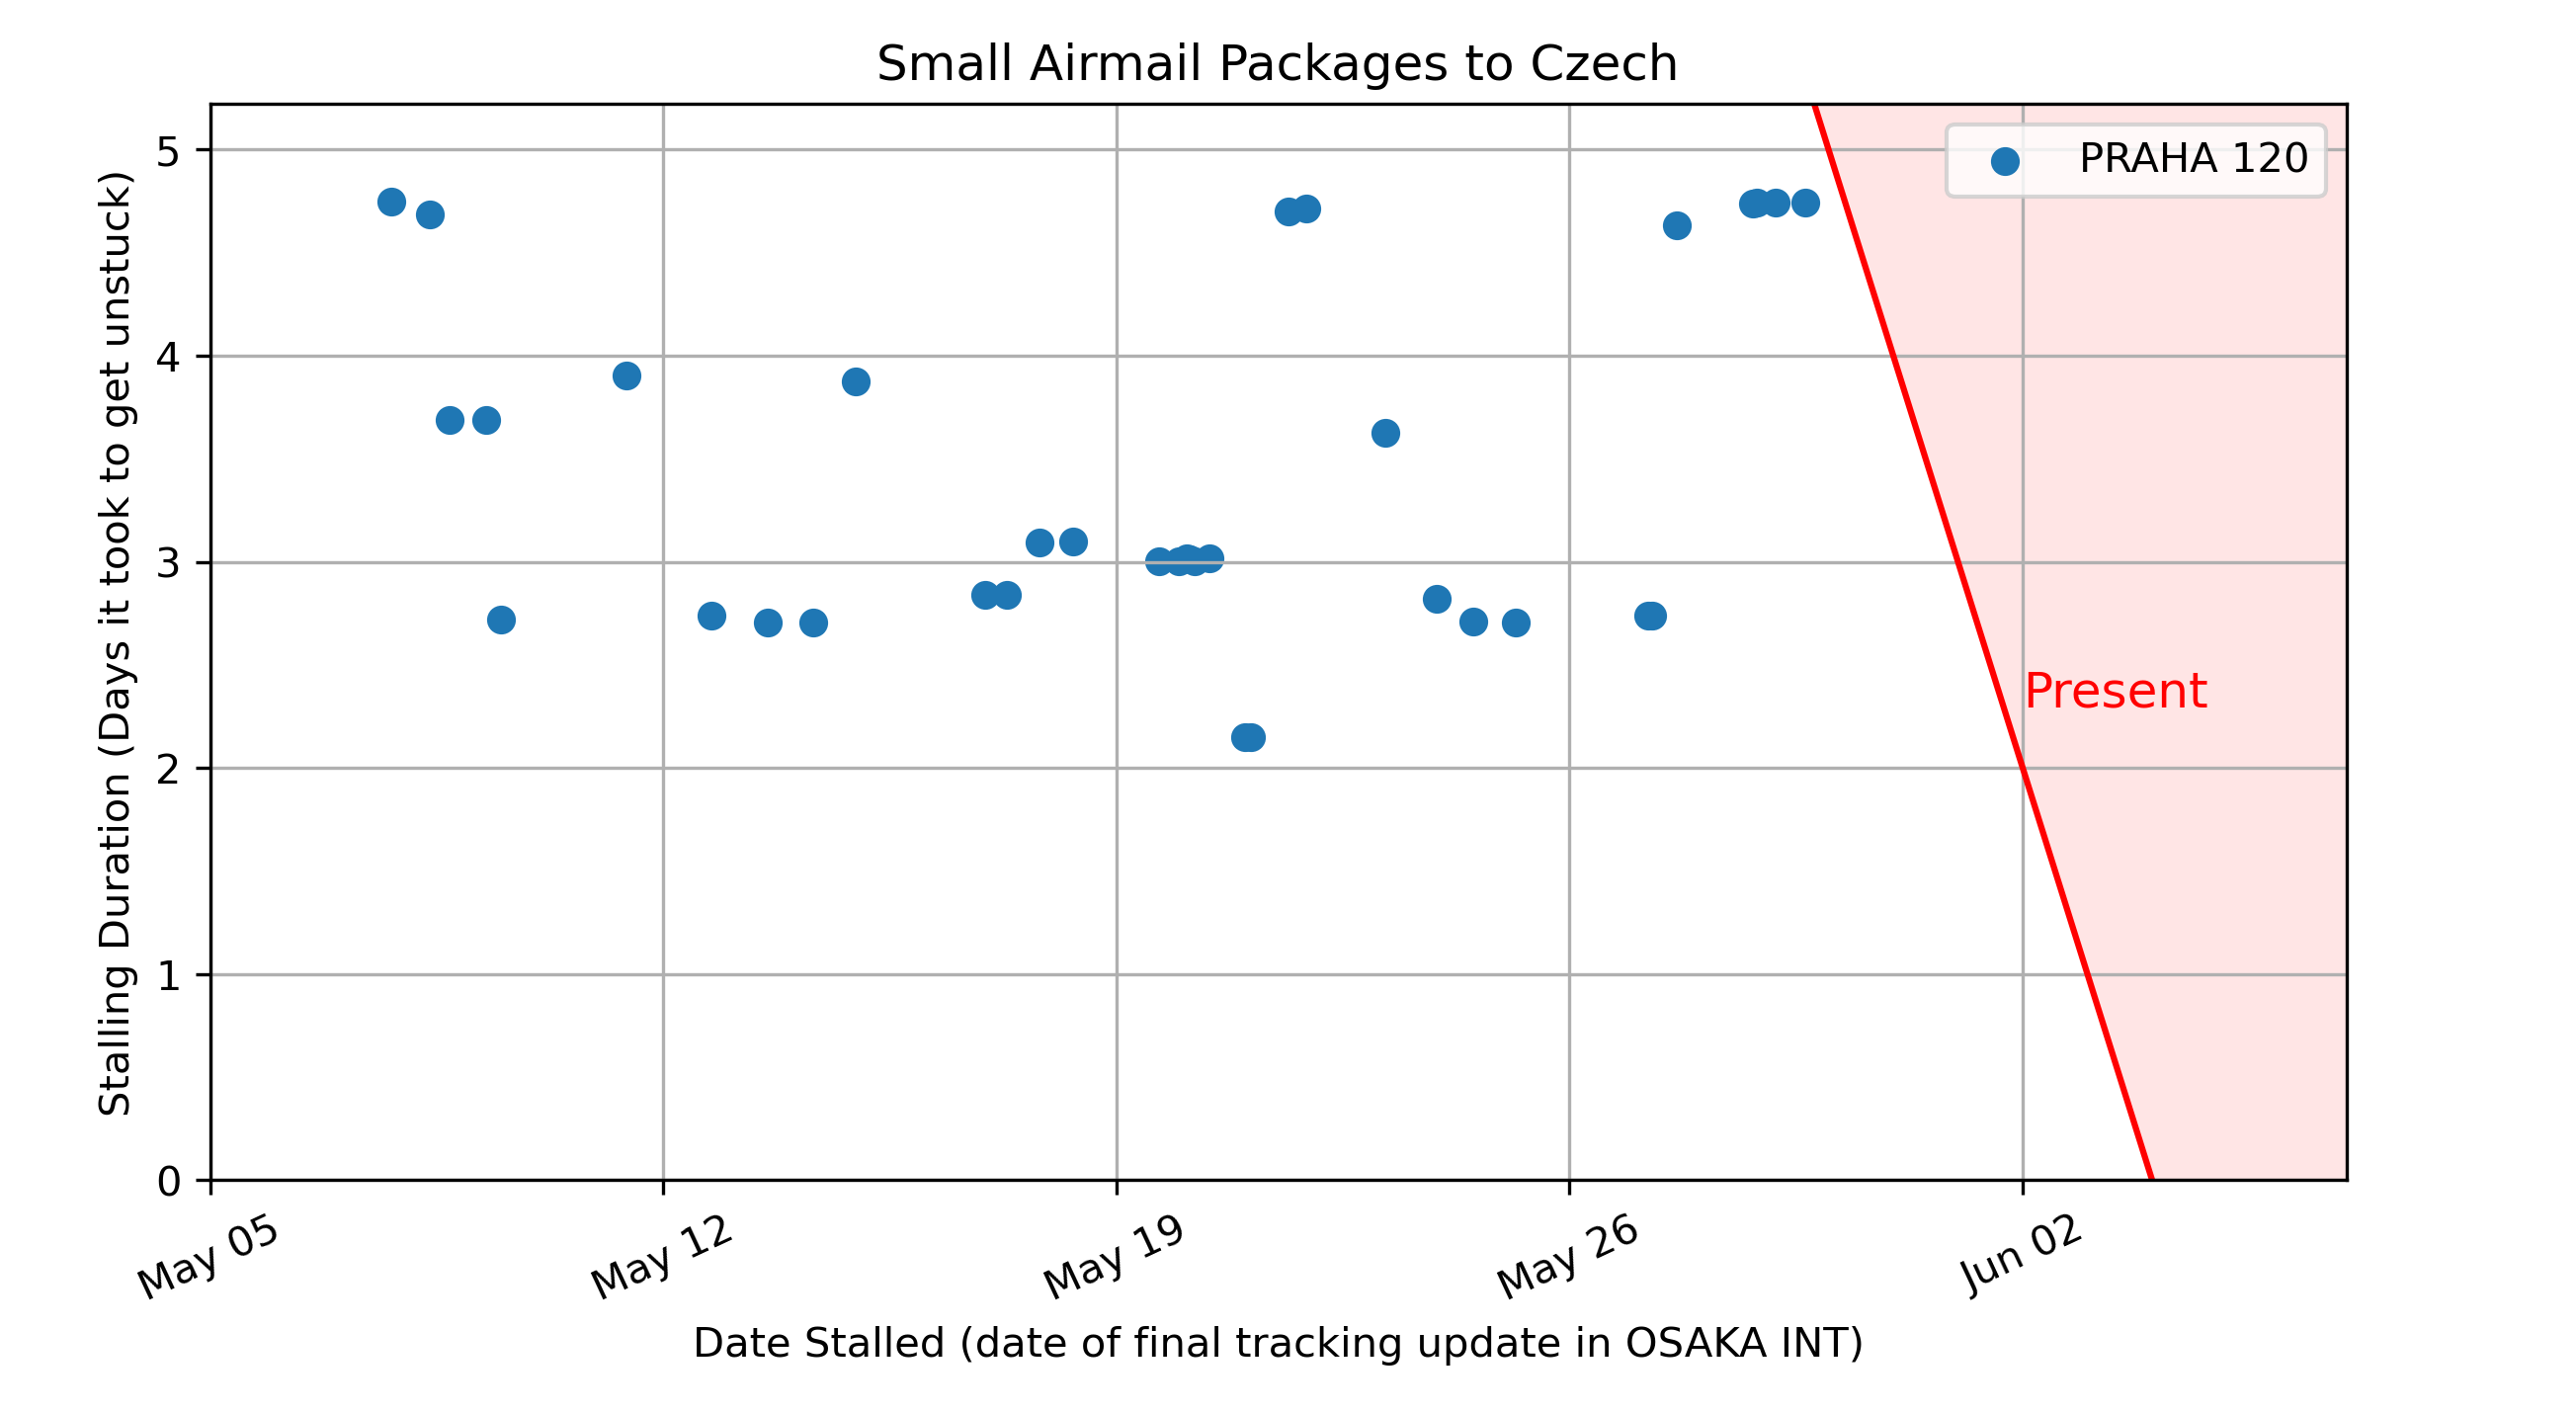 Small Airmail Packages to Czech
Stalling Duration (Days it took to get unstuck)
5
4
3
2
1
0
PRAHA 120
Present
May 05
May 12
May 19
May 26
Jun 02
Date Stalled (date of final tracking update in OSAKA INT)